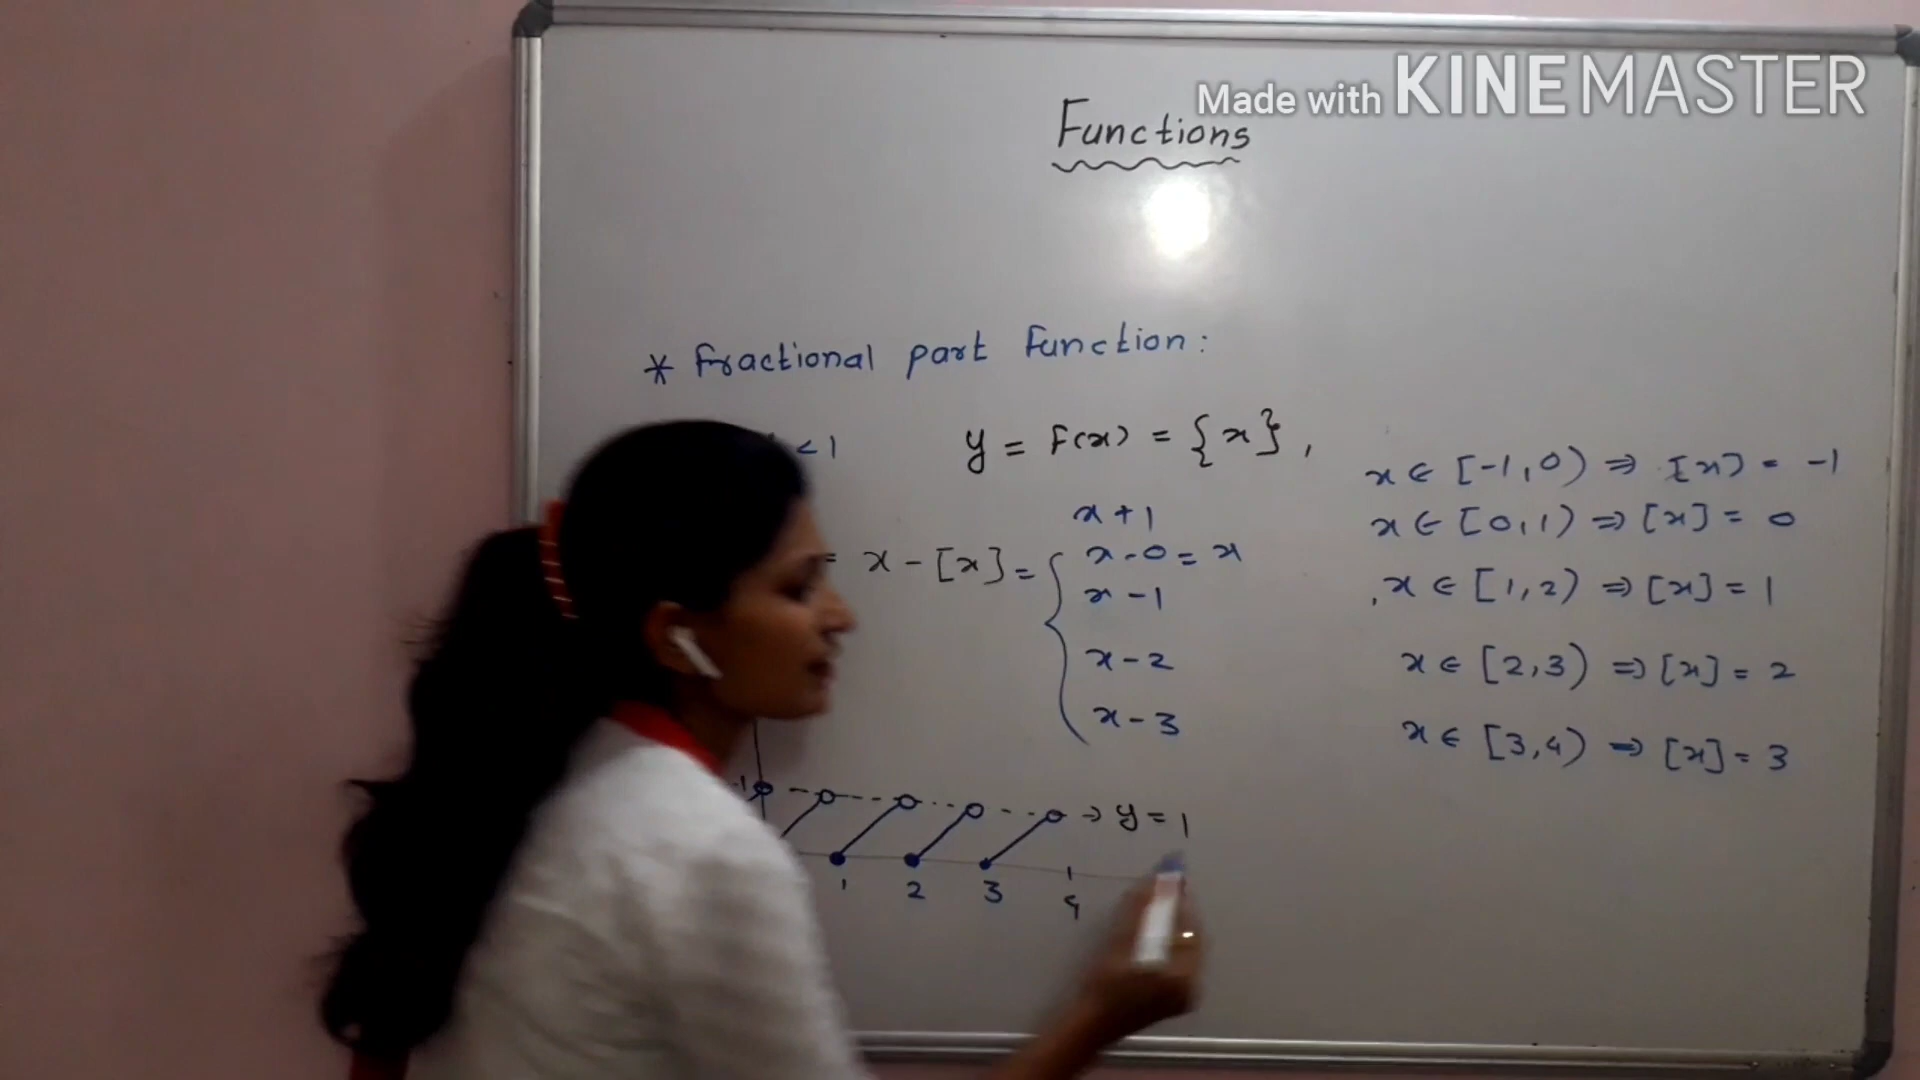 Made with KINEMASTER
Functions
* Fractional part Function:
< 1
y = F(x) = {x} ,
= x - [x] = {
x + 1
x - 0 = x
x - 1
x - 2
x - 3
x ∈ [-1, 0) ⇒ [x] = -1
x ∈ [0, 1) ⇒ [x] = 0
x ∈ [1, 2) ⇒ [x] = 1
x ∈ [2, 3) ⇒ [x] = 2
x ∈ [3, 4) ⇒ [x] = 3
1
→ y = 1
1 2 3 4